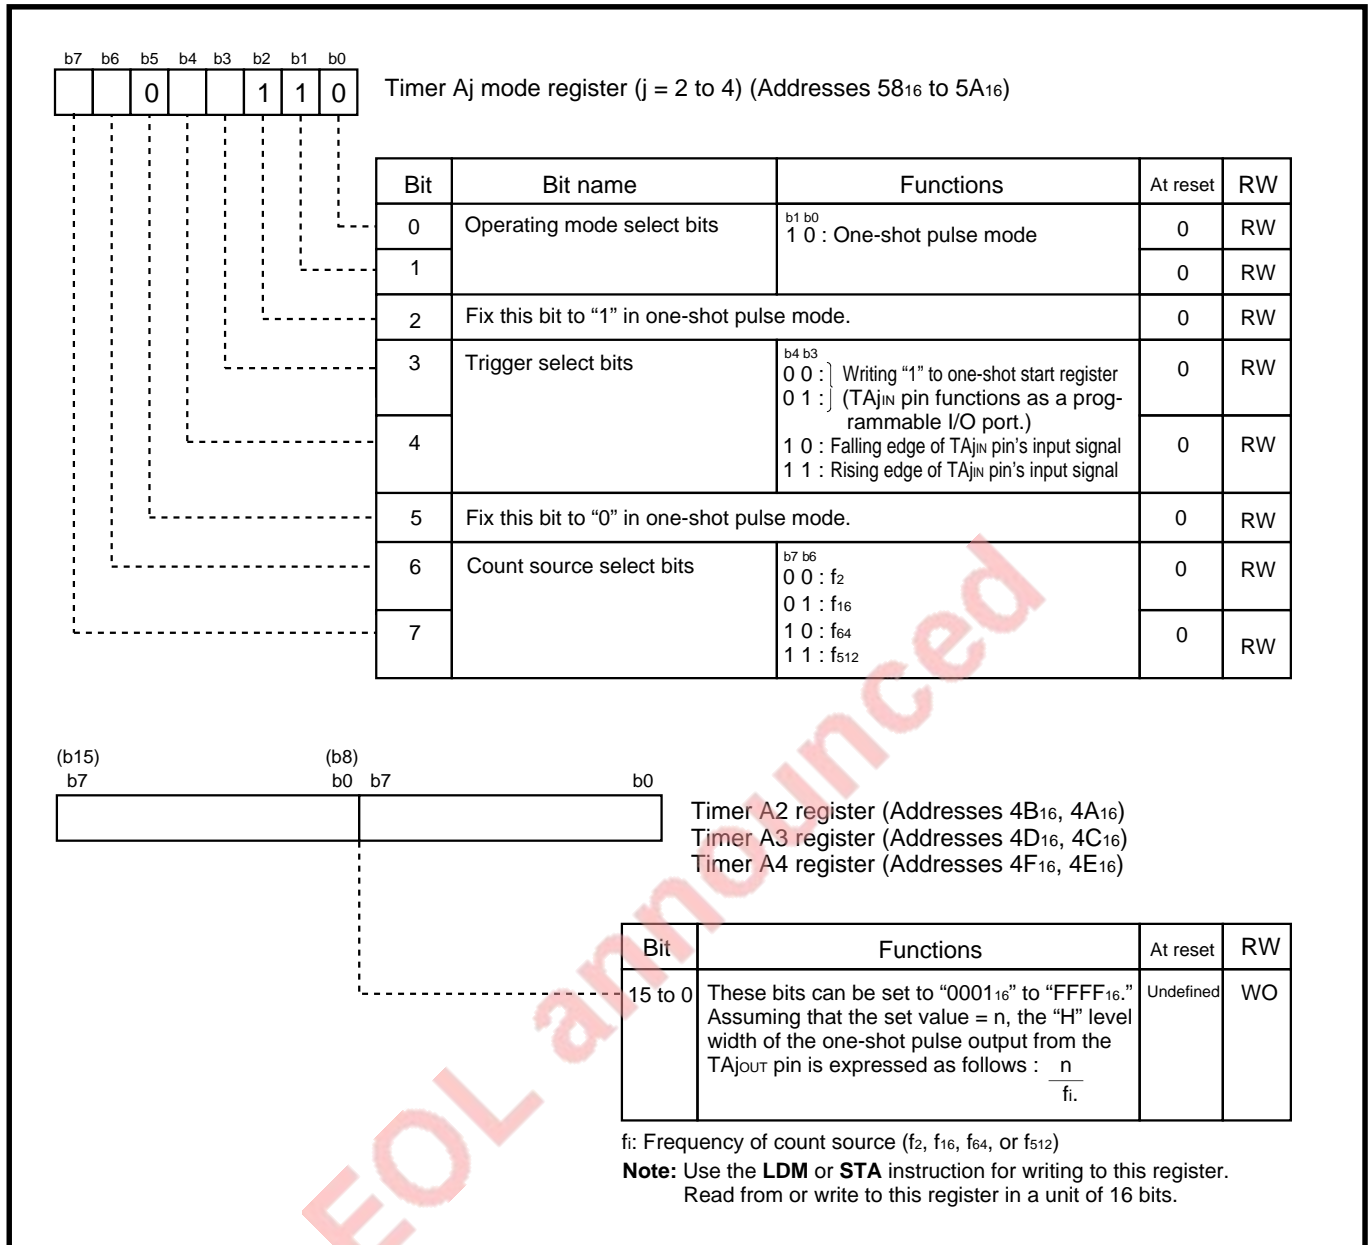 b7 b6 b5 b4 b3 b2 b1 b0
0 1 1 0
Timer Aj mode register (j = 2 to 4) (Addresses 5816 to 5A16)
Bit Bit name Functions At reset RW
0 Operating mode select bits b1 b0 0 RW
1 0 : One-shot pulse mode
1 0 RW
2 Fix this bit to “1” in one-shot pulse mode. 0 RW
3 Trigger select bits b4 b3 0 RW
0 0 : Writing “1” to one-shot start register
0 1 : (TAjIN pin functions as a prog-
rammable I/O port.)
4 0 RW
1 0 : Falling edge of TAjIN pin’s input signal
1 1 : Rising edge of TAjIN pin’s input signal
5 Fix this bit to “0” in one-shot pulse mode. 0 RW
6 Count source select bits b7 b6 0 RW
0 0 : f2
0 1 : f16
7 1 0 : f64 0 RW
1 1 : f512
(b15) (b8)
b7 b0 b7 b0
Timer A2 register (Addresses 4B16, 4A16)
Timer A3 register (Addresses 4D16, 4C16)
Timer A4 register (Addresses 4F16, 4E16)
Bit Functions At reset RW
15 to 0 These bits can be set to “000116” to “FFFF16.” Undefined WO
Assuming that the set value = n, the “H” level
width of the one-shot pulse output from the
TAjOUT pin is expressed as follows : n
fi.
fi: Frequency of count source (f2, f16, f64, or f512)
Note: Use the LDM or STA instruction for writing to this register.
Read from or write to this register in a unit of 16 bits.
EOL announced